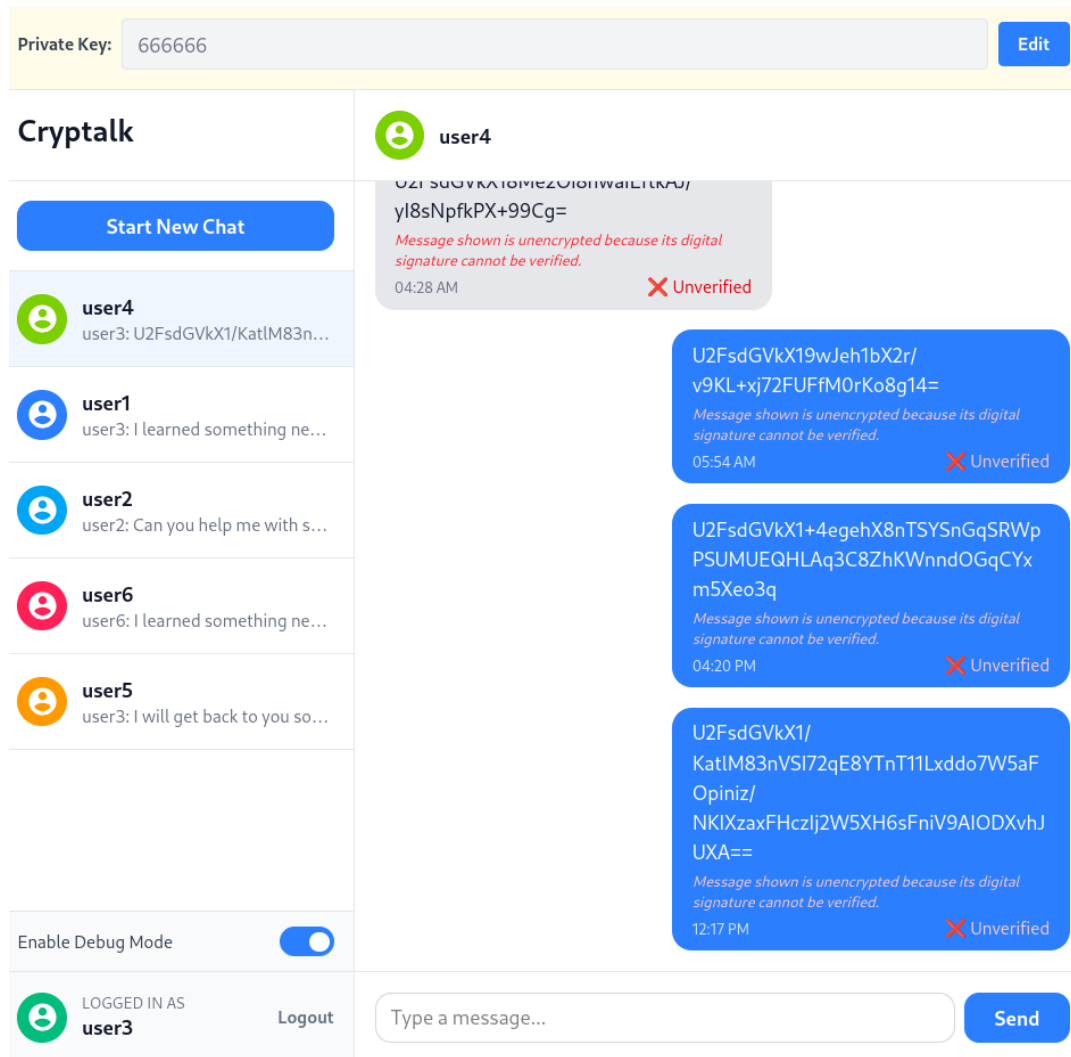 Private Key:
666666
Edit
Cryptalk
Start New Chat
user4
user3: U2FsdGVkX1/KatlM83n...
user1
user3: I learned something ne...
user2
user2: Can you help me with s...
user6
user6: I learned something ne...
user5
user3: I will get back to you so...
Enable Debug Mode
LOGGED IN AS
user3
Logout
user4
yI8sNpfkPX+99Cg=
Message shown is unencrypted because its digital
signature cannot be verified.
04:28 AM
❌ Unverified
U2FsdGVkX19wJeh1bX2r/
v9KL+xj72FUFfM0rKo8g14=
Message shown is unencrypted because its digital
signature cannot be verified.
05:54 AM
❌ Unverified
U2FsdGVkX1+4egehX8nTSYSnGqSRWp
PSUMUEQHLAq3C8ZhKWnndOGqCYx
m5Xeo3q
Message shown is unencrypted because its digital
signature cannot be verified.
04:20 PM
❌ Unverified
U2FsdGVkX1/
KatlM83nVSI72qE8YTnT11Lxddo7W5aF
Opiniz/
NKIXzaxFHczIj2W5XH6sFniV9AIODXvhJ
UXA==
Message shown is unencrypted because its digital
signature cannot be verified.
12:17 PM
❌ Unverified
Type a message...
Send